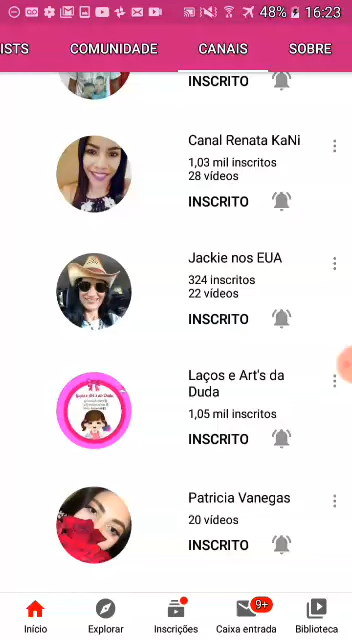 48% 16:23
ISTS COMUNIDADE CANAIS SOBRE
INSCRITO
Canal Renata KaNi
1,03 mil inscritos
28 vídeos
INSCRITO
Jackie nos EUA
324 inscritos
22 vídeos
INSCRITO
Laços e Art's da
Duda
1,05 mil inscritos
INSCRITO
Patricia Vanegas
20 vídeos
INSCRITO
9+
Início Explorar Inscrições Caixa entrada Biblioteca